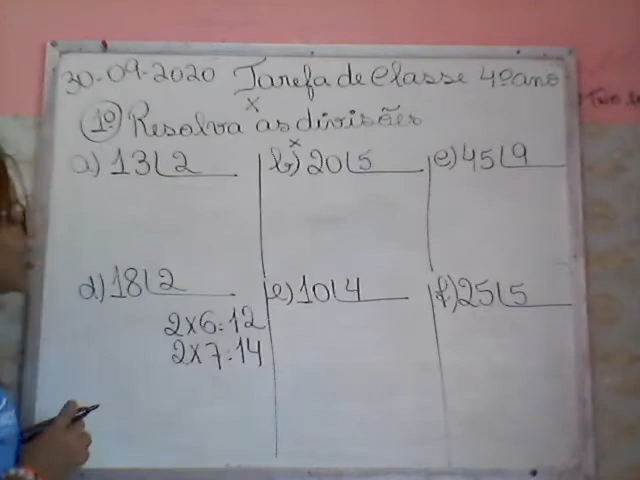 30-09-2020 Tarefa de Classe 4º ano
x
1º Resolva as divisões
x
a) 13 2
b) 20 5
c) 45 9
d) 18 2
e) 10 4
f) 25 5
2x6=12
2x7=14